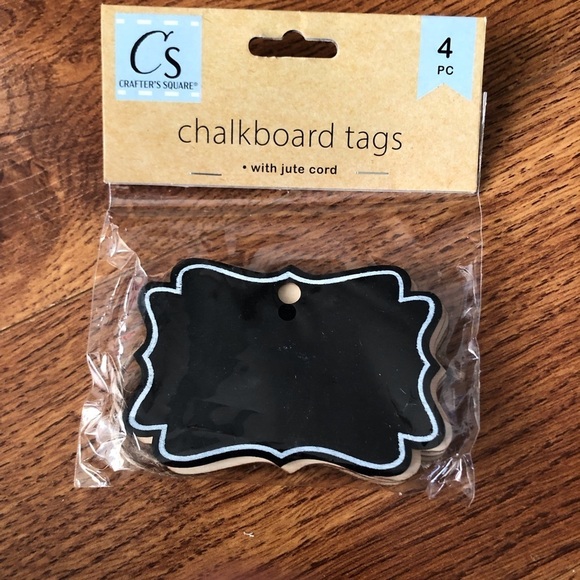 Cs
CRAFTER'S SQUARE®
4
PC
chalkboard tags
• with jute cord